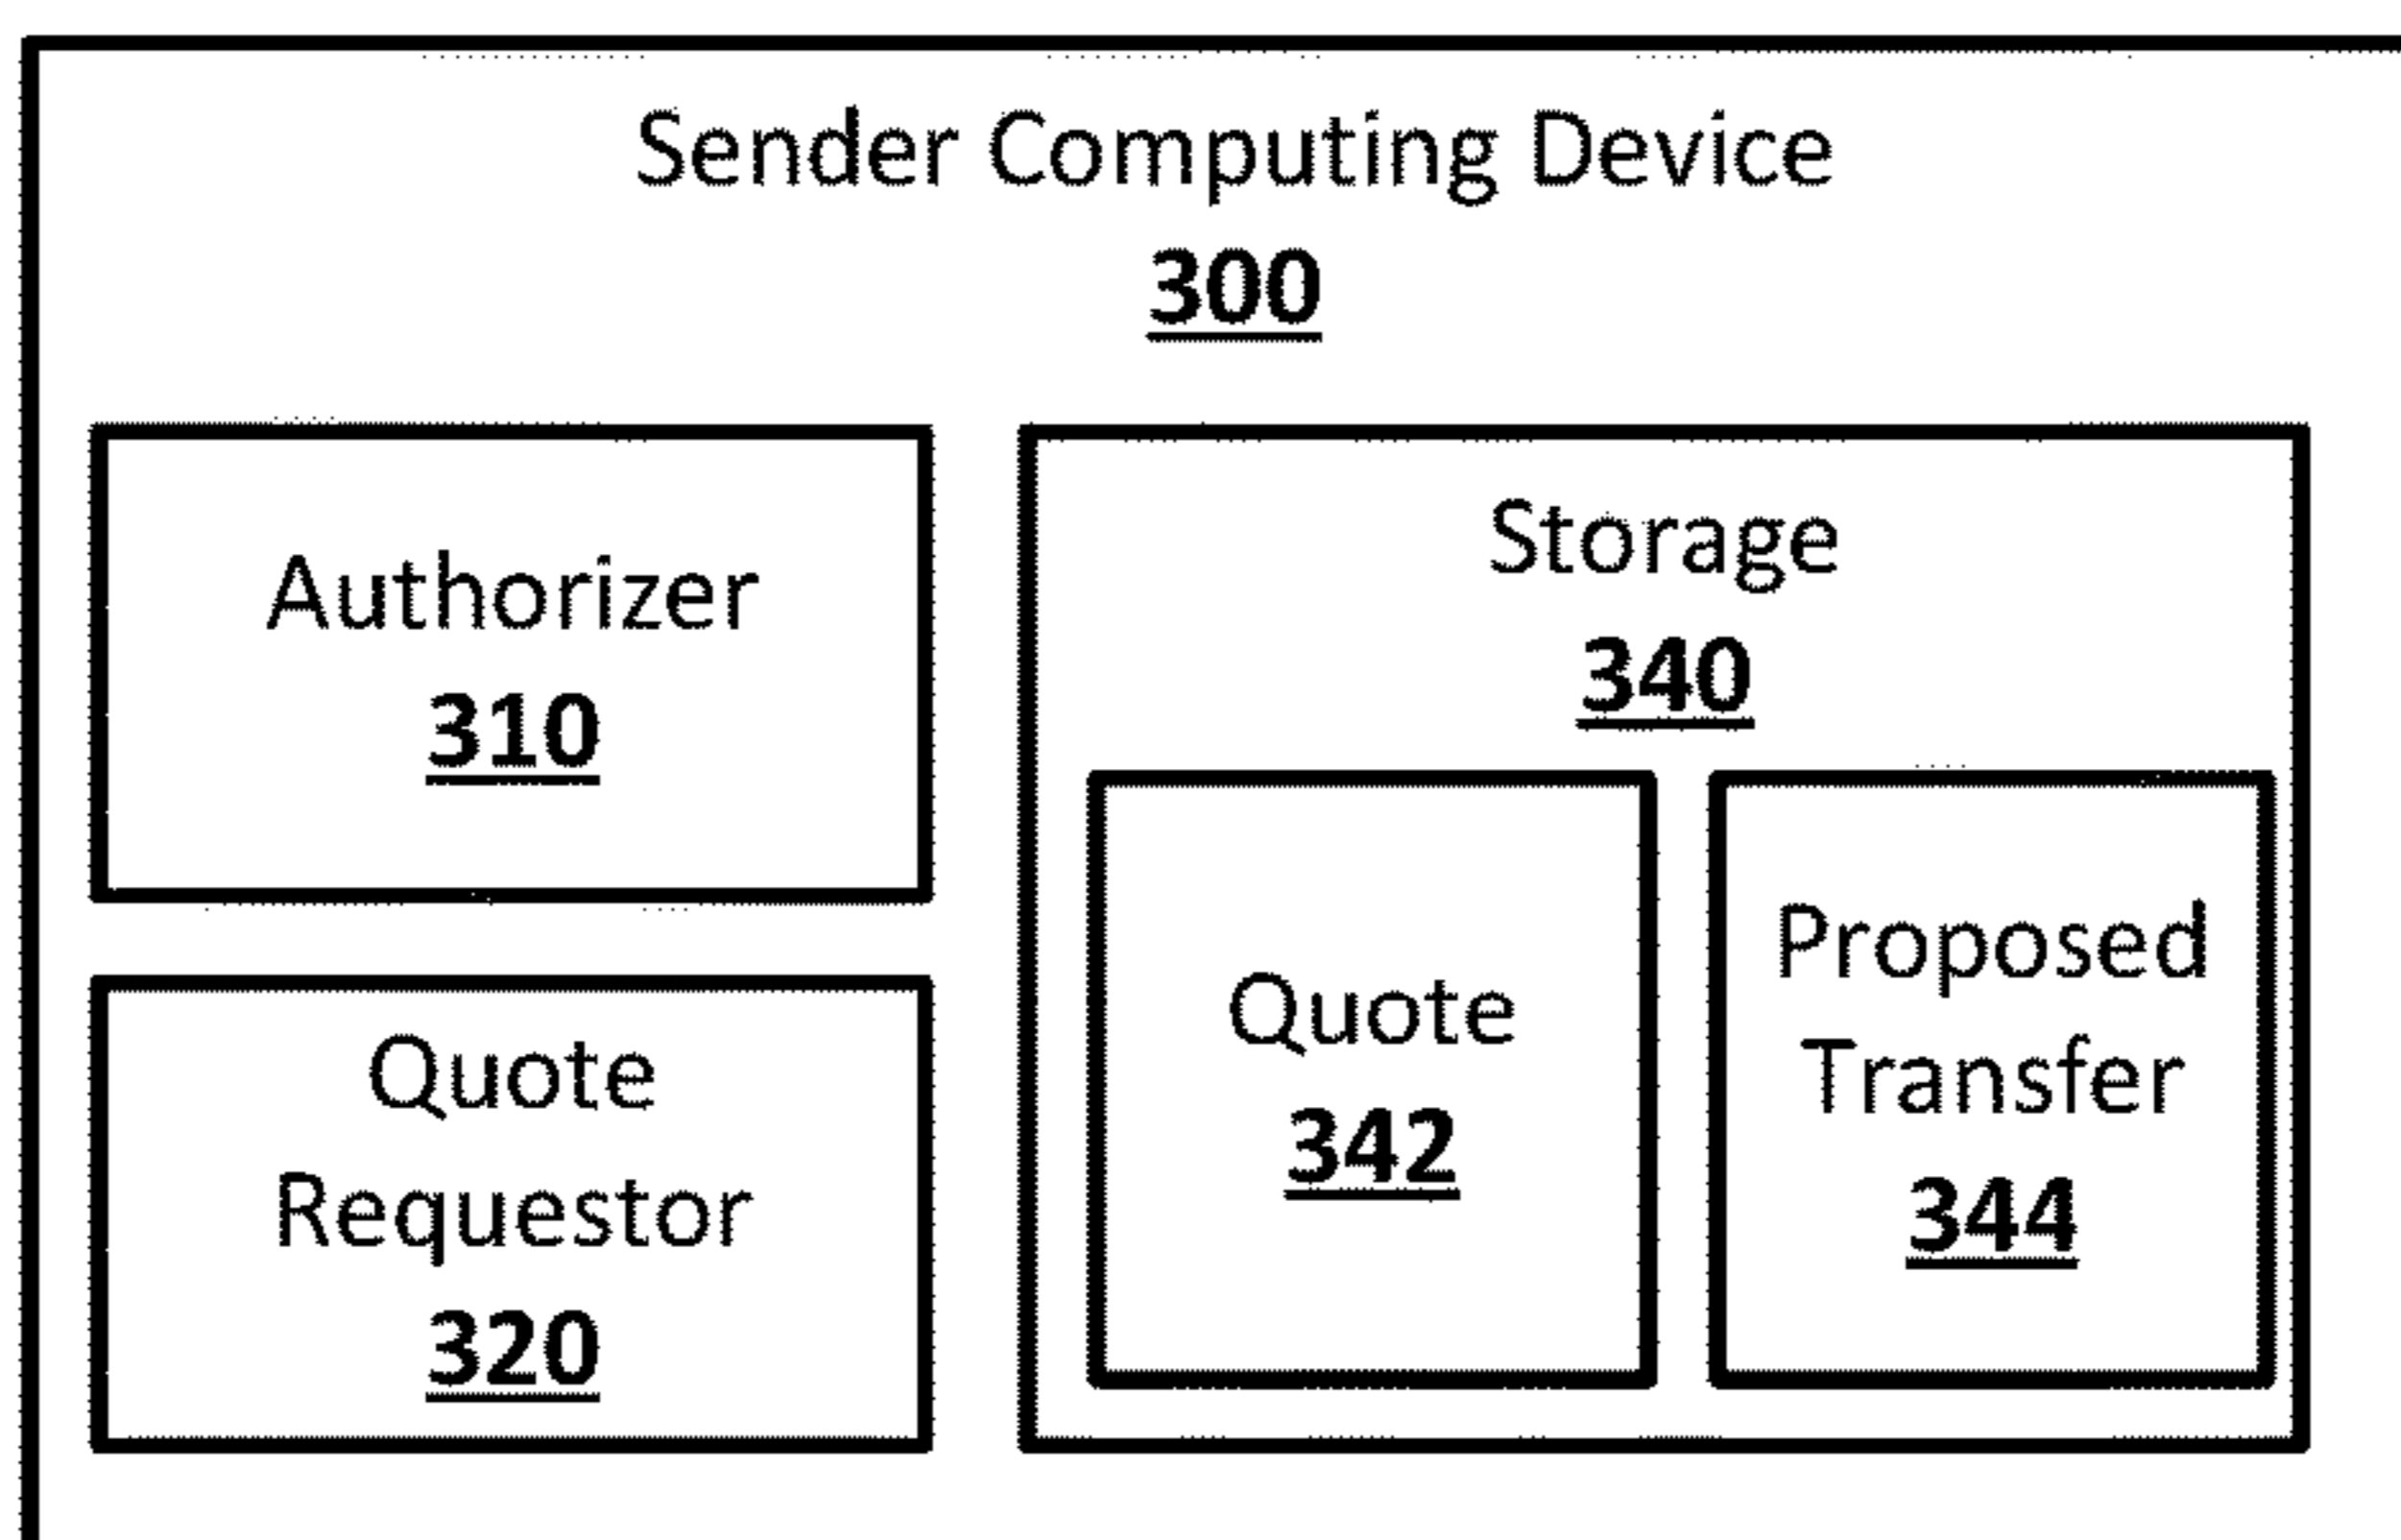 Sender Computing Device
300
Authorizer
310
Quote
Requestor
320
Storage
340
Quote
342
Proposed
Transfer
344